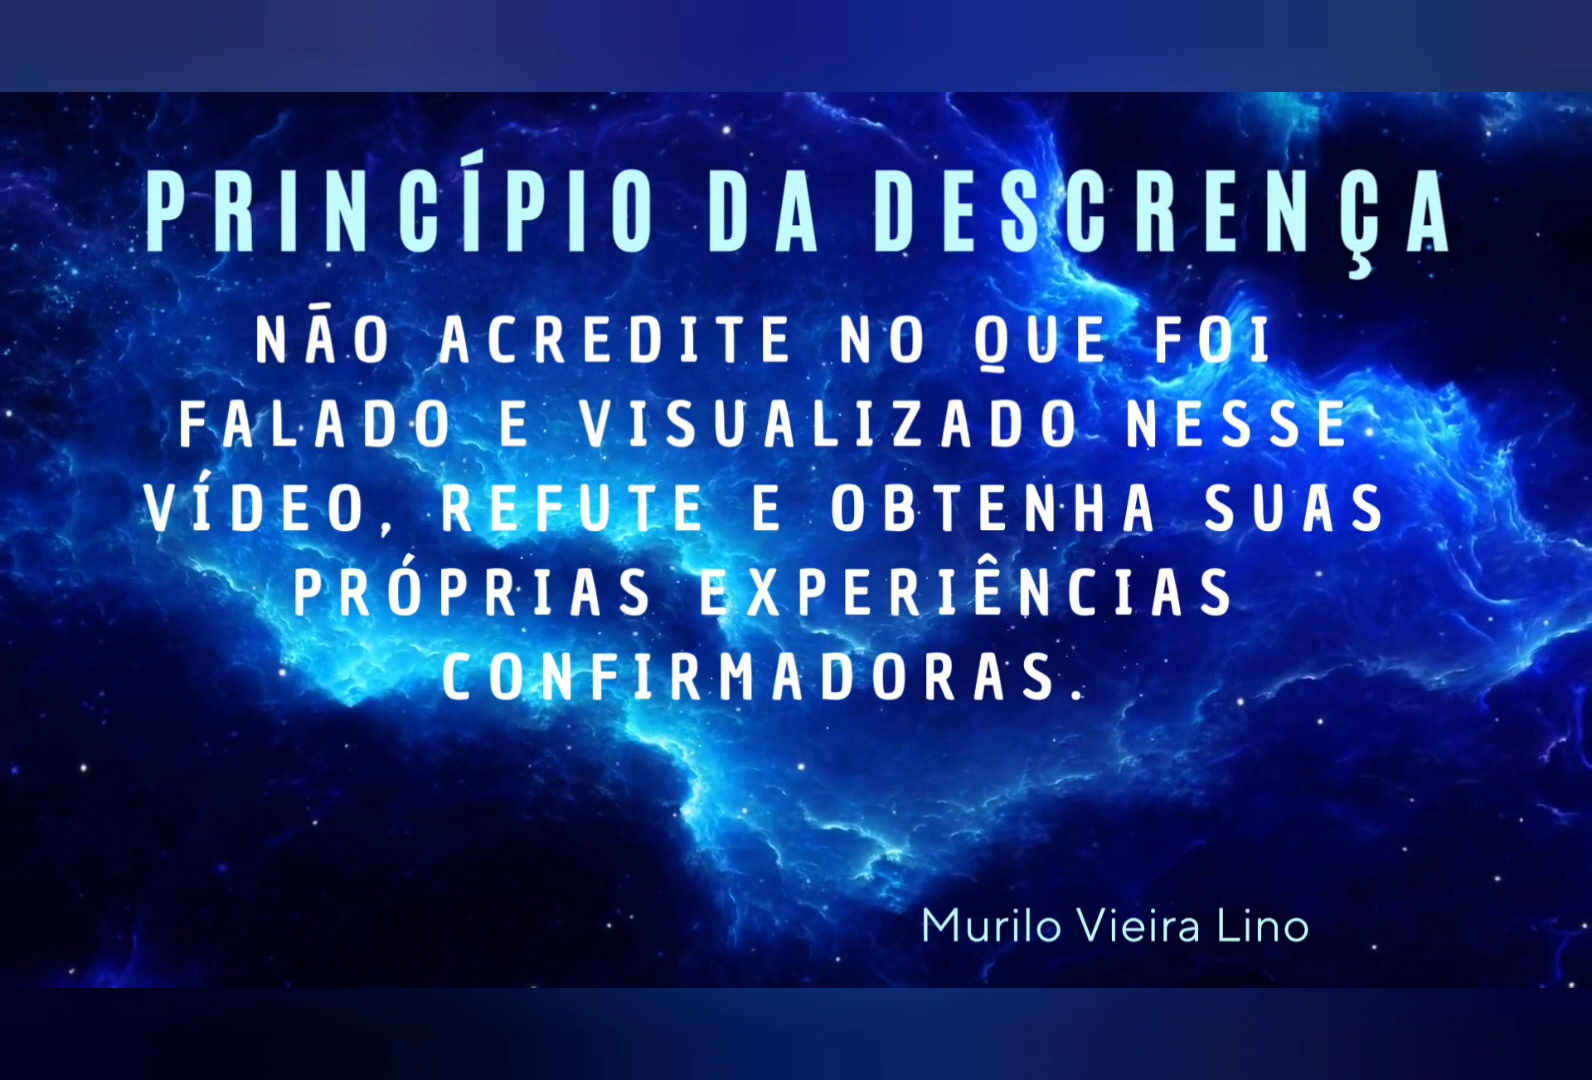 PRINCÍPIO DA DESCRENÇA
NÃO ACREDITE NO QUE FOI
FALADO E VISUALIZADO NESSE
VÍDEO, REFUTE E OBTENHA SUAS
PRÓPRIAS EXPERIÊNCIAS
CONFIRMADORAS.
Murilo Vieira Lino